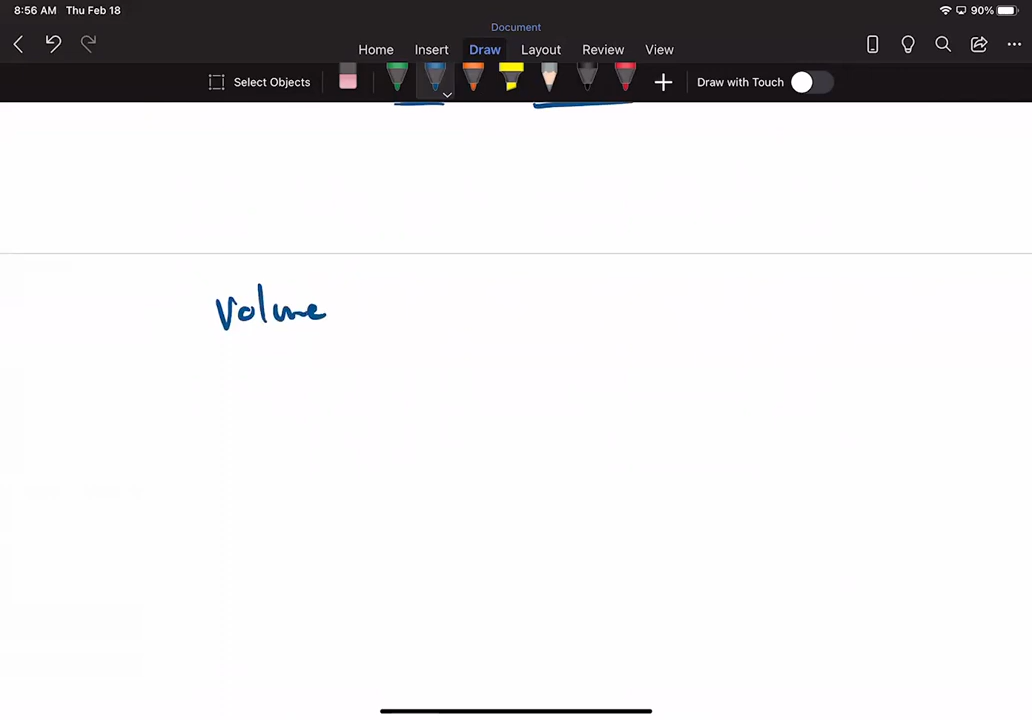 8:56 AM Thu Feb 18 90%
Document
Home Insert Draw Layout Review View
Select Objects Draw with Touch
Volume